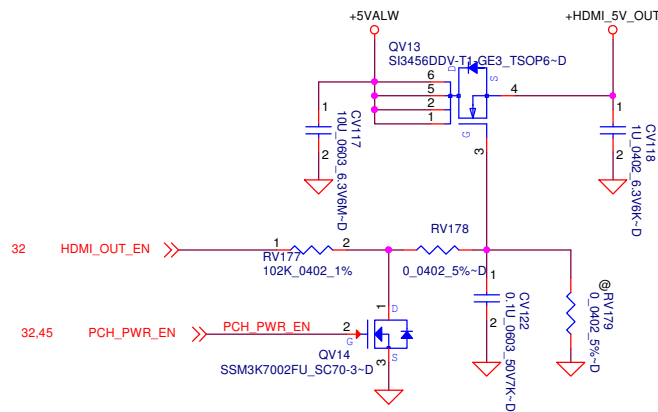 +5VALW
+HDMI_5V_OUT
QV13
SI3456DDV-T1-GE3_TSOP6~D
D
S
6
5
2
1
4
G
3
1
2
CV117
10U_0603_6.3V6M~D
1
2
CV118
1U_0402_6.3V6K~D
32
HDMI_OUT_EN
1
2
RV177
102K_0402_1%
RV178
0_0402_5%~D
1
2
CV122
0.1U_0603_50V7K~D
@
RV179
0_0402_5%~D
32,45
PCH_PWR_EN
PCH_PWR_EN
2
G
1
D
3
S
QV14
SSM3K7002FU_SC70-3~D